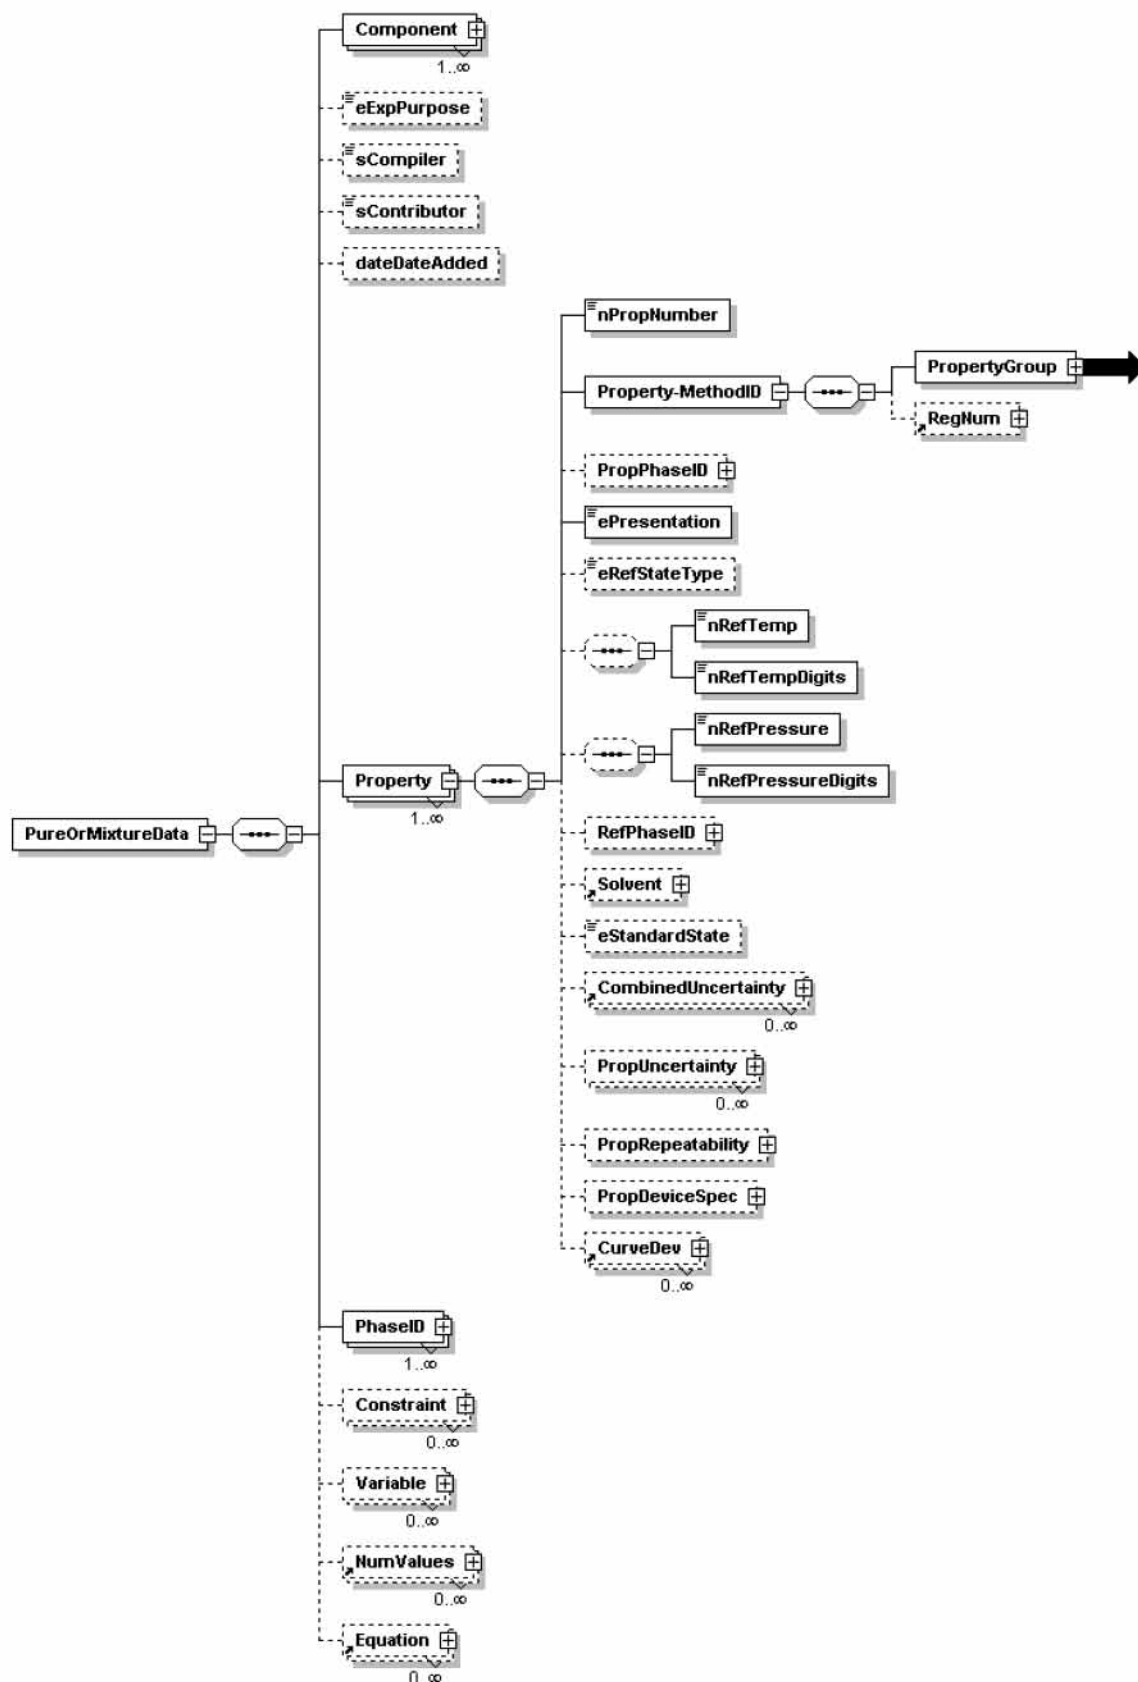 Component
1..∞
eExpPurpose
sCompiler
sContributor
dateDateAdded
nPropNumber
PropertyGroup
Property-MethodID
RegNum
PropPhaseID
ePresentation
eRefStateType
nRefTemp
nRefTempDigits
nRefPressure
Property
1..∞
nRefPressureDigits
PureOrMixtureData
RefPhaseID
Solvent
eStandardState
CombinedUncertainty
0..∞
PropUncertainty
0..∞
PropRepeatability
PropDeviceSpec
CurveDev
0..∞
PhaseID
1..∞
Constraint
0..∞
Variable
0..∞
NumValues
0..∞
Equation
0..∞